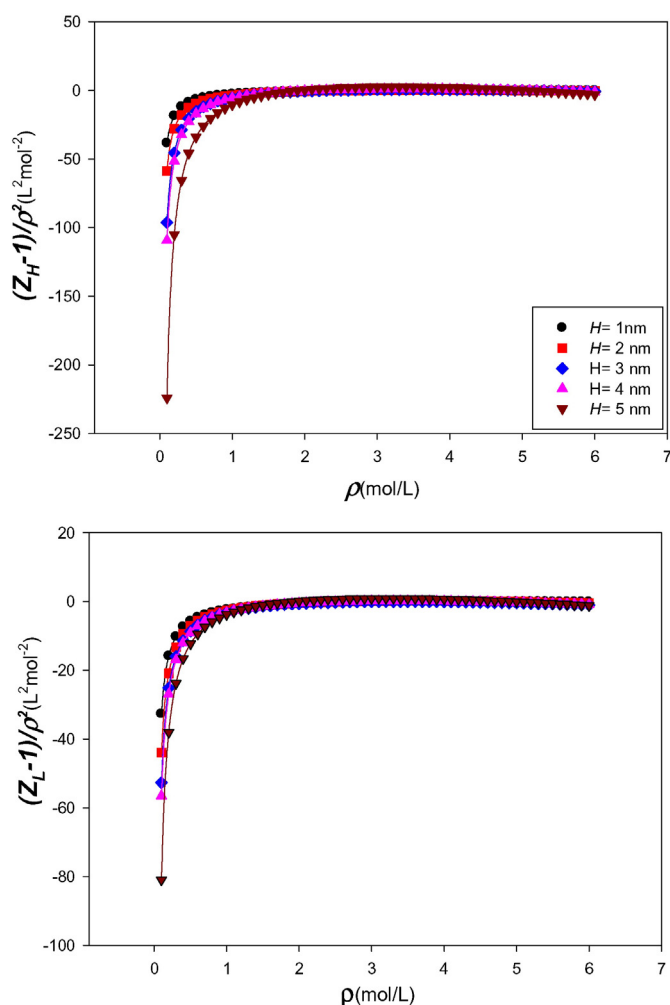 50
0
-50
-100
-150
-200
-250
(Z_H-1)/ρ²(L²mol⁻²)
H= 1nm
H= 2 nm
H= 3 nm
H= 4 nm
H= 5 nm
0 1 2 3 4 5 6 7
ρ(mol/L)
20
0
-20
-40
-60
-80
-100
(Z_L-1)/ρ²(L²mol⁻²)
0 1 2 3 4 5 6 7
ρ(mol/L)